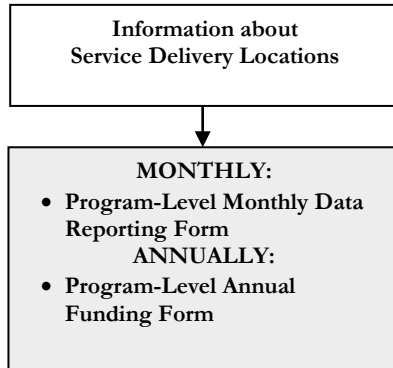 Information about
Service Delivery Locations
MONTHLY:
• Program-Level Monthly Data
Reporting Form
ANNUALLY:
• Program-Level Annual
Funding Form